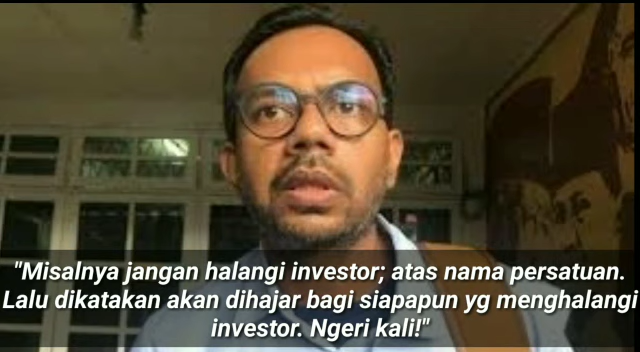 "Misalnya jangan halangi investor; atas nama persatuan.
Lalu dikatakan akan dihajar bagi siapapun yg menghalangi
investor. Ngeri kali!"